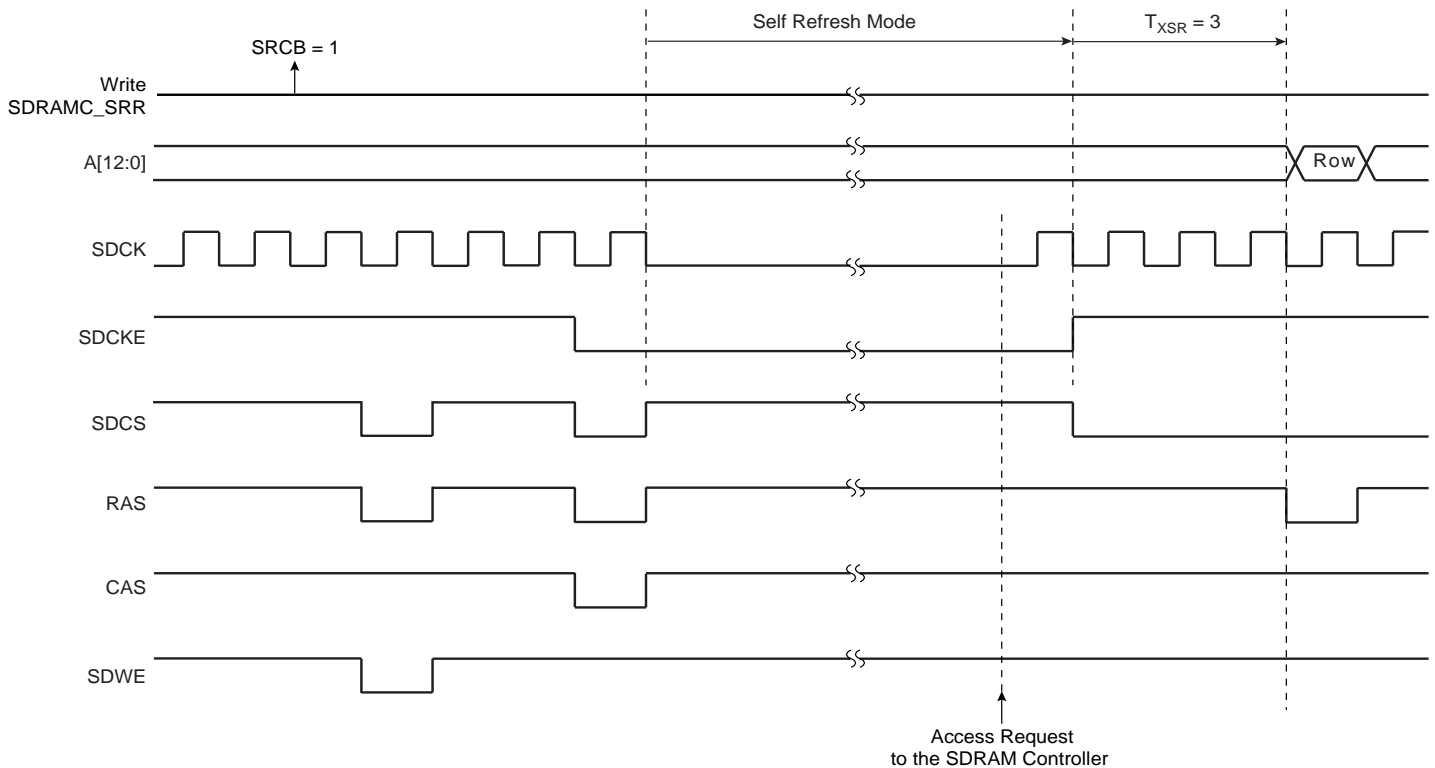 Self Refresh Mode
T_XSR = 3
SRCB = 1
Write
SDRAMC_SRR
A[12:0]
Row
SDCK
SDCKE
SDCS
RAS
CAS
SDWE
Access Request
to the SDRAM Controller